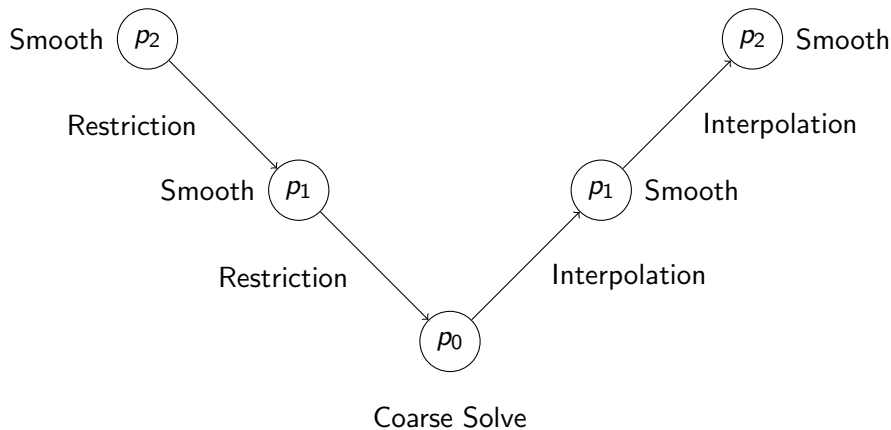 Smooth p₂ p₂ Smooth
Restriction Interpolation
Smooth p₁ p₁ Smooth
Restriction Interpolation
p₀
Coarse Solve